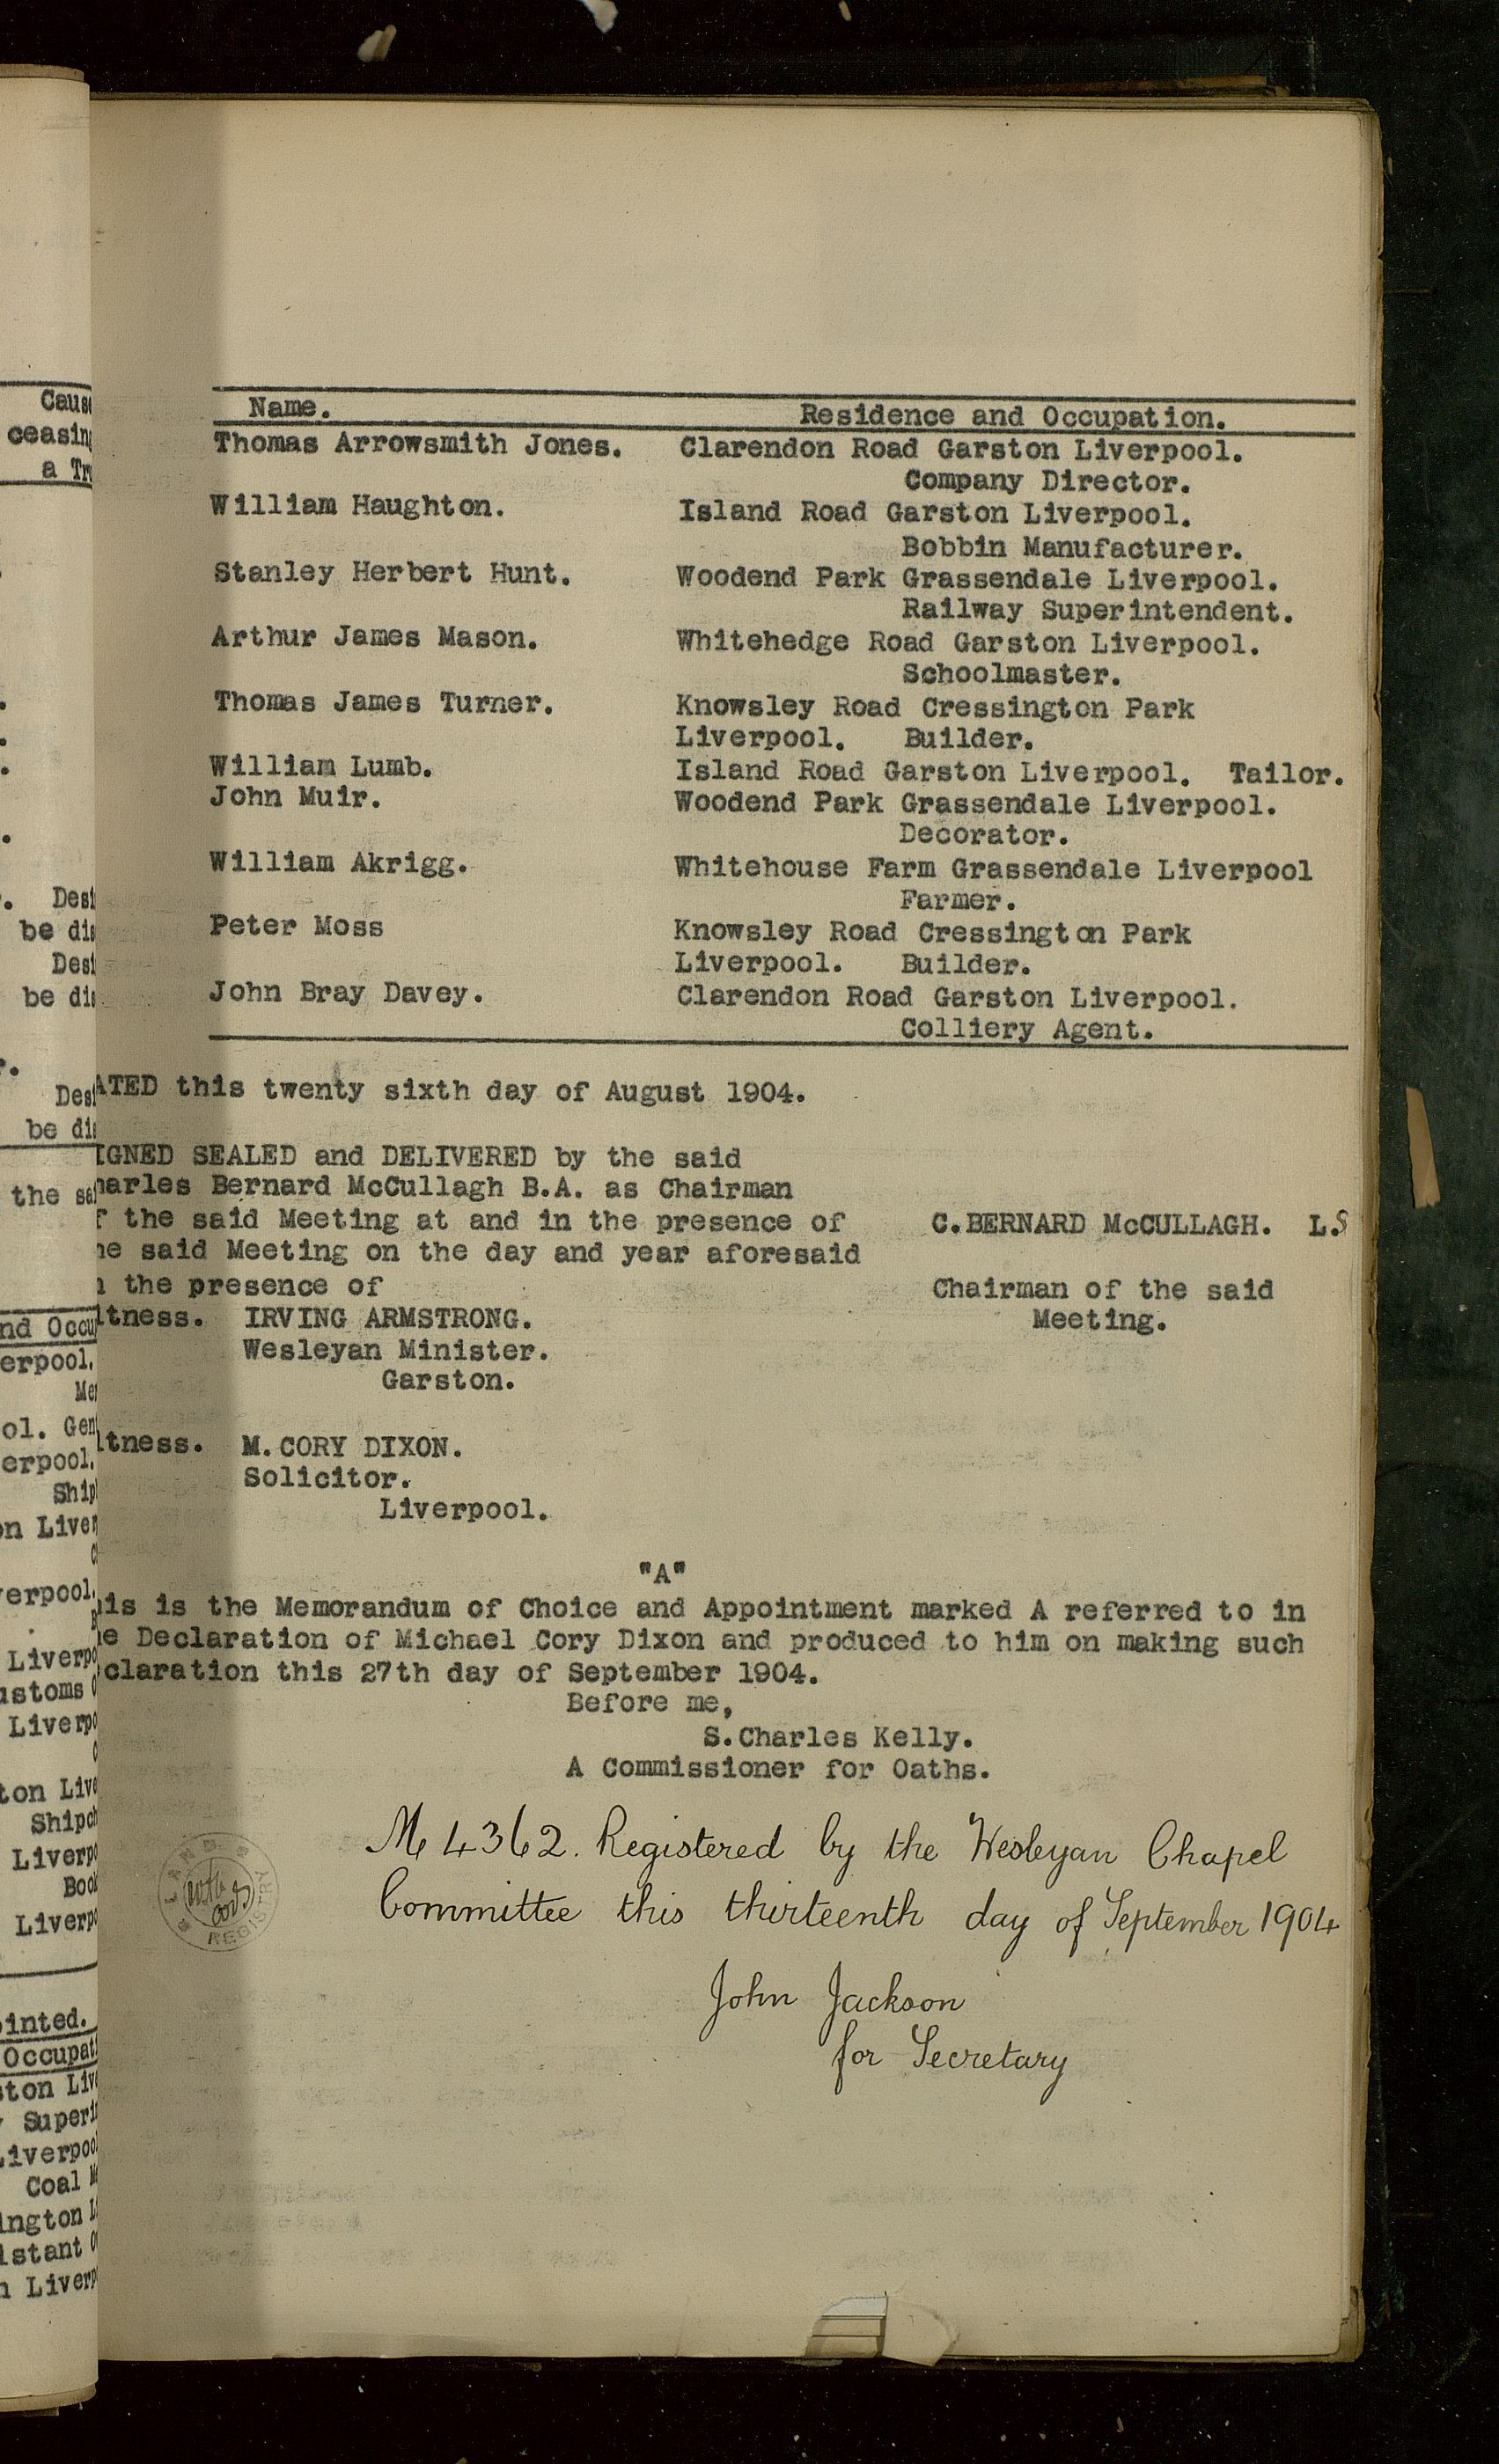 Name. Residence and Occupation.
Thomas Arrowsmith Jones. Clarendon Road Garston Liverpool.
Company Director.
William Haughton. Island Road Garston Liverpool.
Bobbin Manufacturer.
Stanley Herbert Hunt. Woodend Park Grassendale Liverpool.
Railway Superintendent.
Arthur James Mason. Whitehedge Road Garston Liverpool.
Schoolmaster.
Thomas James Turner. Knowsley Road Cressington Park
Liverpool. Builder.
William Lumb. Island Road Garston Liverpool. Tailor.
John Muir. Woodend Park Grassendale Liverpool.
Decorator.
William Akrigg. Whitehouse Farm Grassendale Liverpool
Farmer.
Peter Moss Knowsley Road Cressington Park
Liverpool. Builder.
John Bray Davey. Clarendon Road Garston Liverpool.
Colliery Agent.
ATED this twenty sixth day of August 1904.
IGNED SEALED and DELIVERED by the said
harles Bernard McCullagh B.A. as Chairman
f the said Meeting at and in the presence of C.BERNARD McCULLAGH. L.S
he said Meeting on the day and year aforesaid
n the presence of Chairman of the said
itness. IRVING ARMSTRONG. Meeting.
Wesleyan Minister.
Garston.
itness. M.CORY DIXON.
Solicitor.
Liverpool.
"A"
his is the Memorandum of Choice and Appointment marked A referred to in
he Declaration of Michael Cory Dixon and produced to him on making such
claration this 27th day of September 1904.
Before me,
S.Charles Kelly.
A Commissioner for Oaths.
M 4362. Registered by the Wesleyan Chapel
Committee this thirteenth day of September 1904
John Jackson
for Secretary
LAND REGISTRY